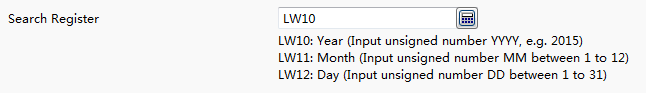 Search Register LW10
LW10: Year (Input unsigned number YYYY, e.g. 2015)
LW11: Month (Input unsigned number MM between 1 to 12)
LW12: Day (Input unsigned number DD between 1 to 31)